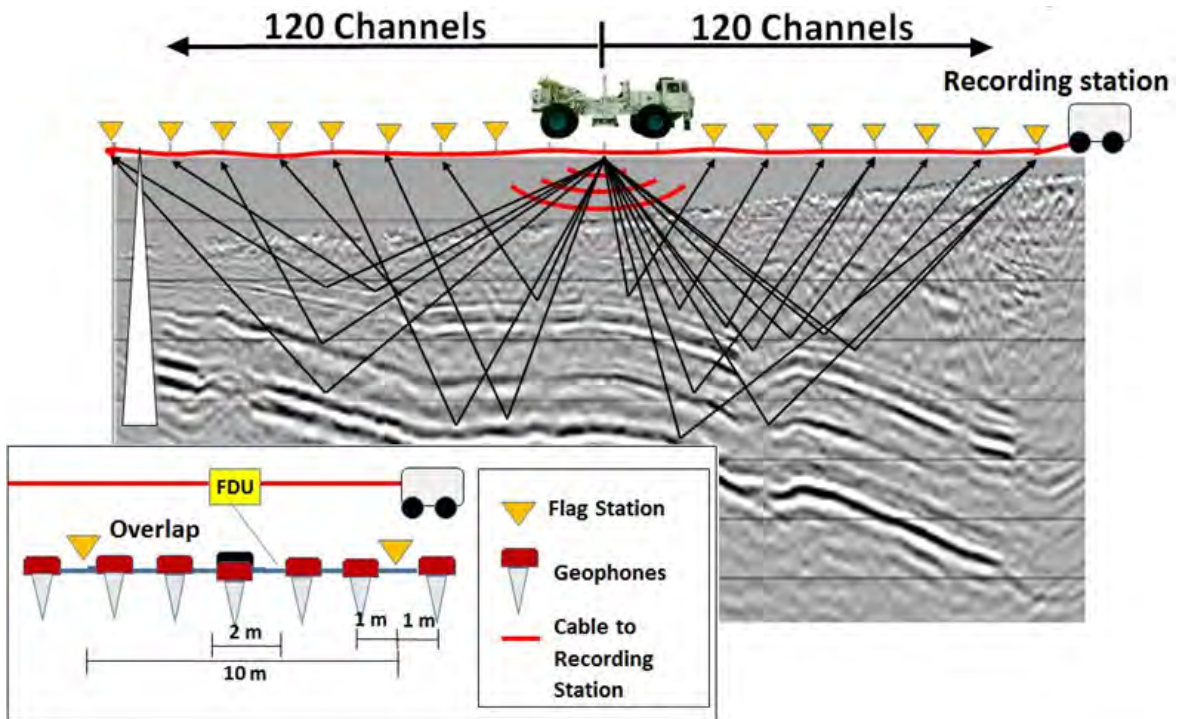 120 Channels 120 Channels
Recording station
FDU
Overlap
1 m 1 m
2 m
10 m
Flag Station
Geophones
Cable to
Recording
Station